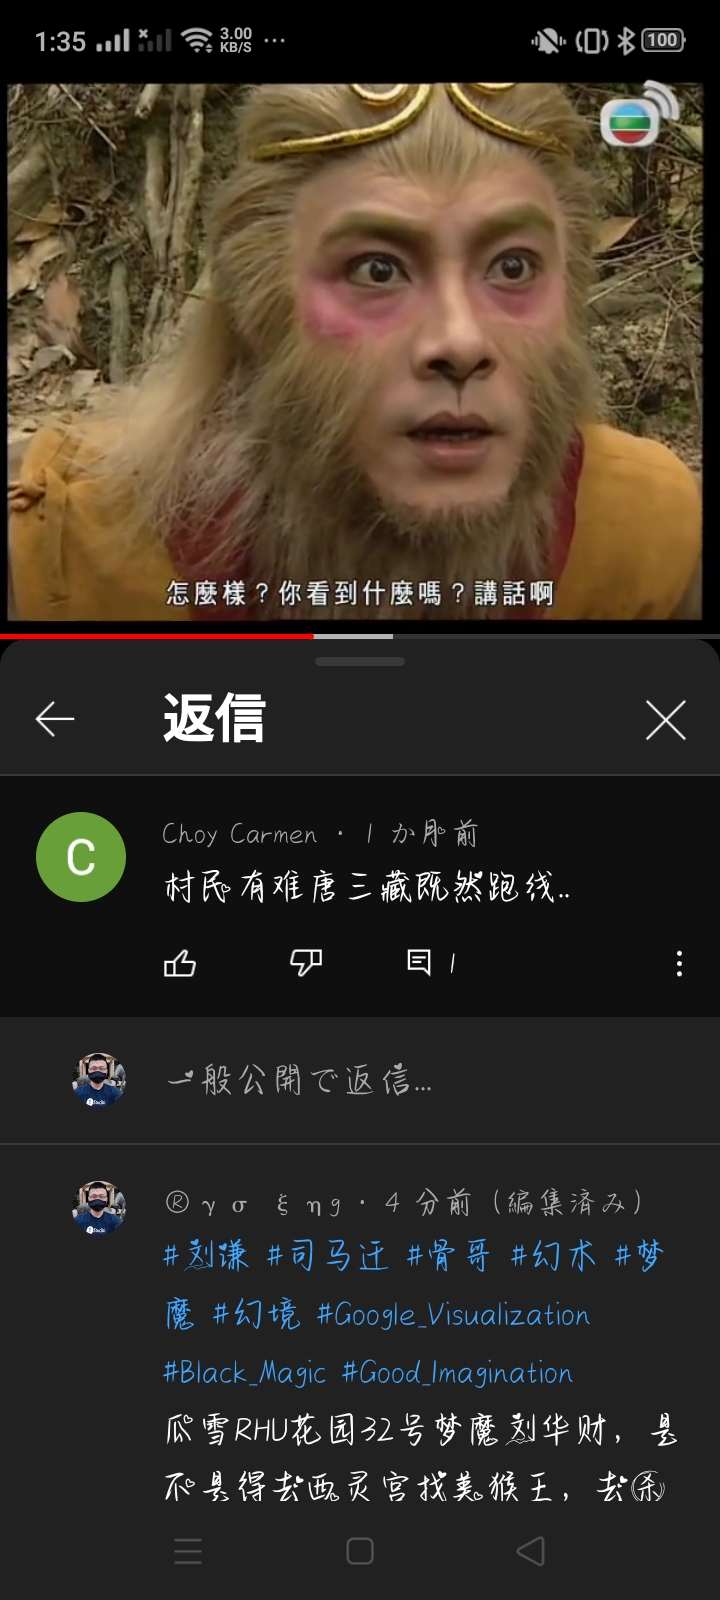 1:35 3.00 KB/S ... 100
怎麼樣？你看到什麼嗎？講話啊
返信
C
Choy Carmen · 1 か月前
村民有难唐三藏既然跑线..
1
一般公開で返信...
Ⓡ γ σ ξ η g · 4 分前（編集済み）
#刘谦 #司马迁 #骨哥 #幻术 #梦
魔 #幻境 #Google_Visualization
#Black_Magic #Good_Imagination
瓜雪RHU花园32号梦魔刘华财，是
不是得去西灵宫找美猴王，去㊀杀